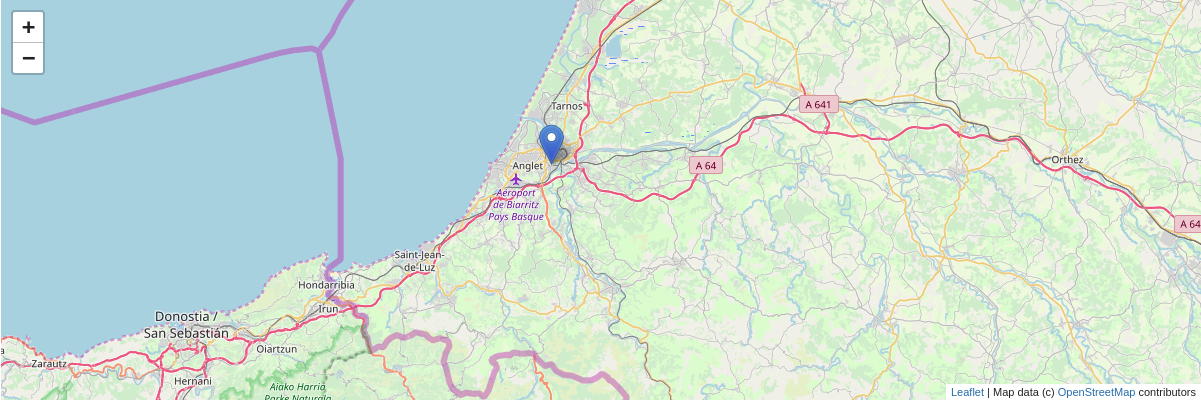 +
−
Tarnos
A 641
Anglet
A 64
Orthez
Aéroport
de Biarritz
Pays Basque
A 64
Saint-Jean-
de-Luz
Hondarribia
Irun
Donostia /
San Sebastián
Oiartzun
a
Zarautz
Hernani
Aiako Harria
Parke Naturala
Leaflet | Map data (c) OpenStreetMap contributors